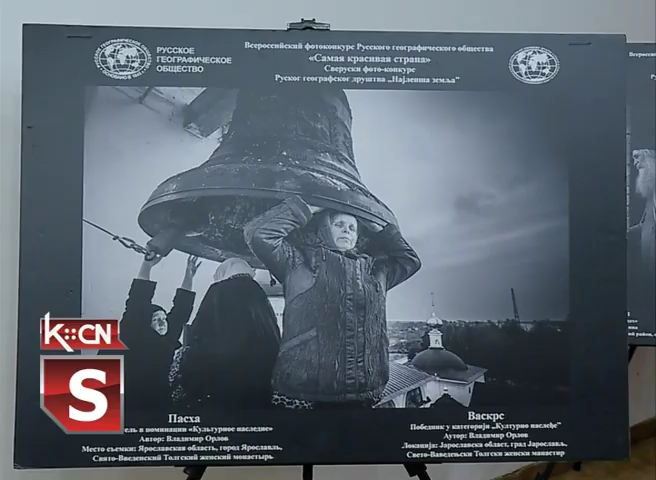 РУССКОЕ
ГЕОГРАФИЧЕСКОЕ
ОБЩЕСТВО
Всероссийский фотоконкурс Русского географического общества
«Самая красивая страна»
Сверуски фото-конкурс
Руског географског друштва „Најлепша земља"
K::CN
S
Пасха
в номинации «Культурное наследие»
Автор: Владимир Орлов
Место съемки: Ярославская область, город Ярославль,
Свято-Введенский Толгский женский монастырь
Васкрс
Победник у категорији „Културно наслеђе"
Аутор: Владимир Орлов
Локација: Јарославска област, град Јарославль,
Свето-Ваведењски Толгски женски манастир